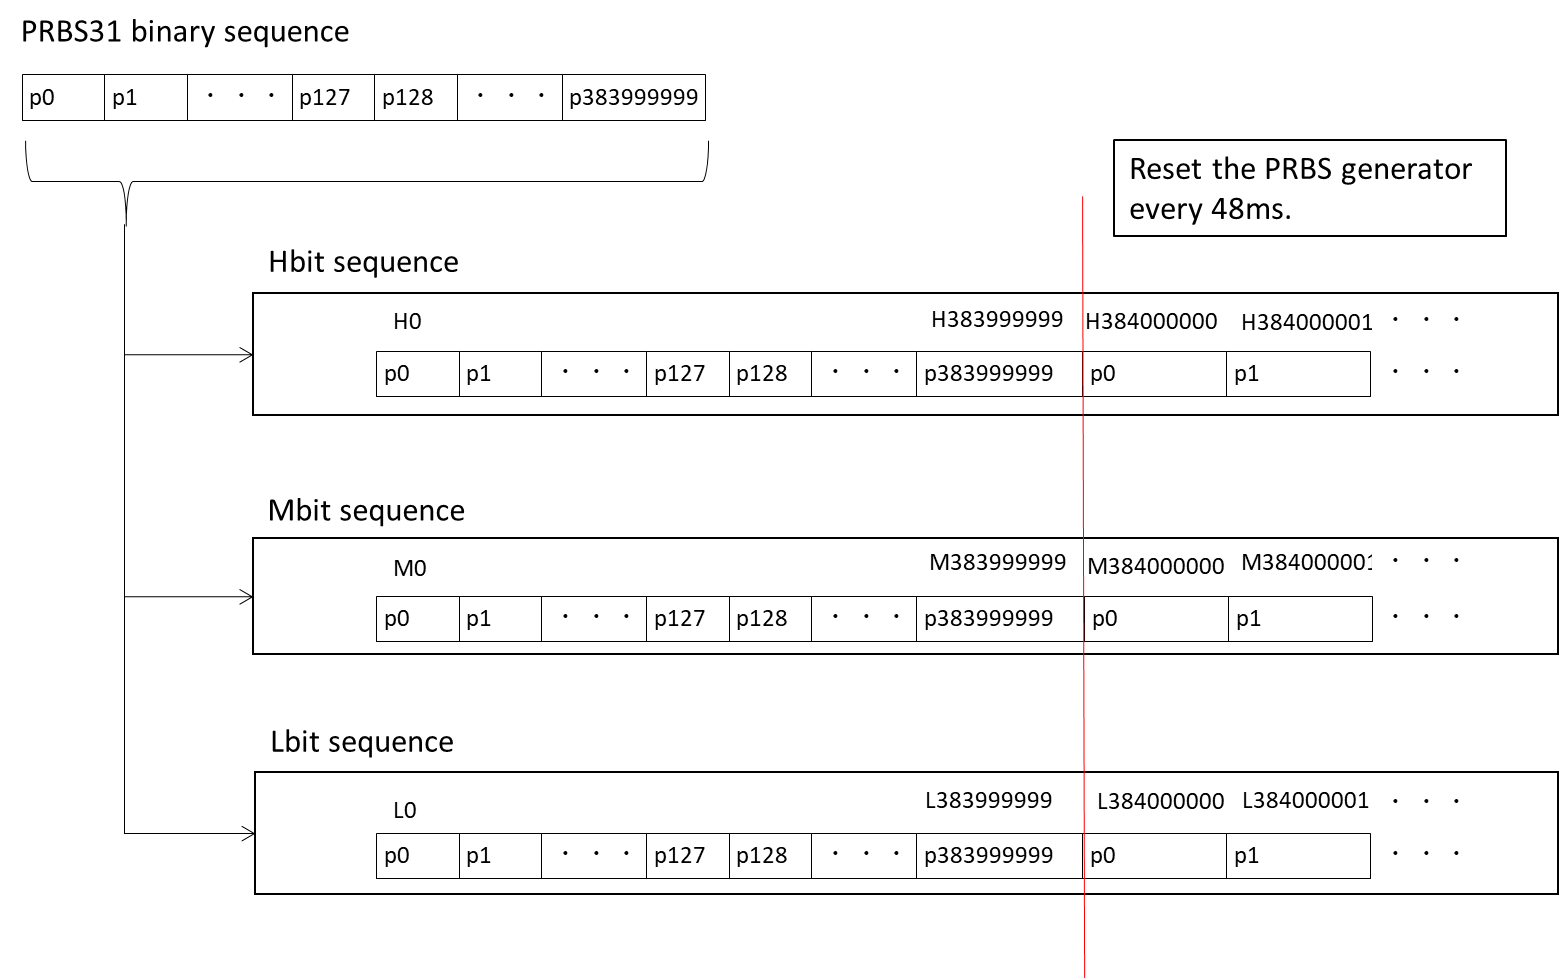 PRBS31 binary sequence
p0 p1 ・・・ p127 p128 ・・・ p383999999
Reset the PRBS generator
every 48ms.
Hbit sequence
H0 H383999999 H384000000 H384000001 ・・・
p0 p1 ・・・ p127 p128 ・・・ p383999999 p0 p1 ・・・
Mbit sequence
M0 M383999999 M384000000 M384000001 ・・・
p0 p1 ・・・ p127 p128 ・・・ p383999999 p0 p1 ・・・
Lbit sequence
L0 L383999999 L384000000 L384000001 ・・・
p0 p1 ・・・ p127 p128 ・・・ p383999999 p0 p1 ・・・